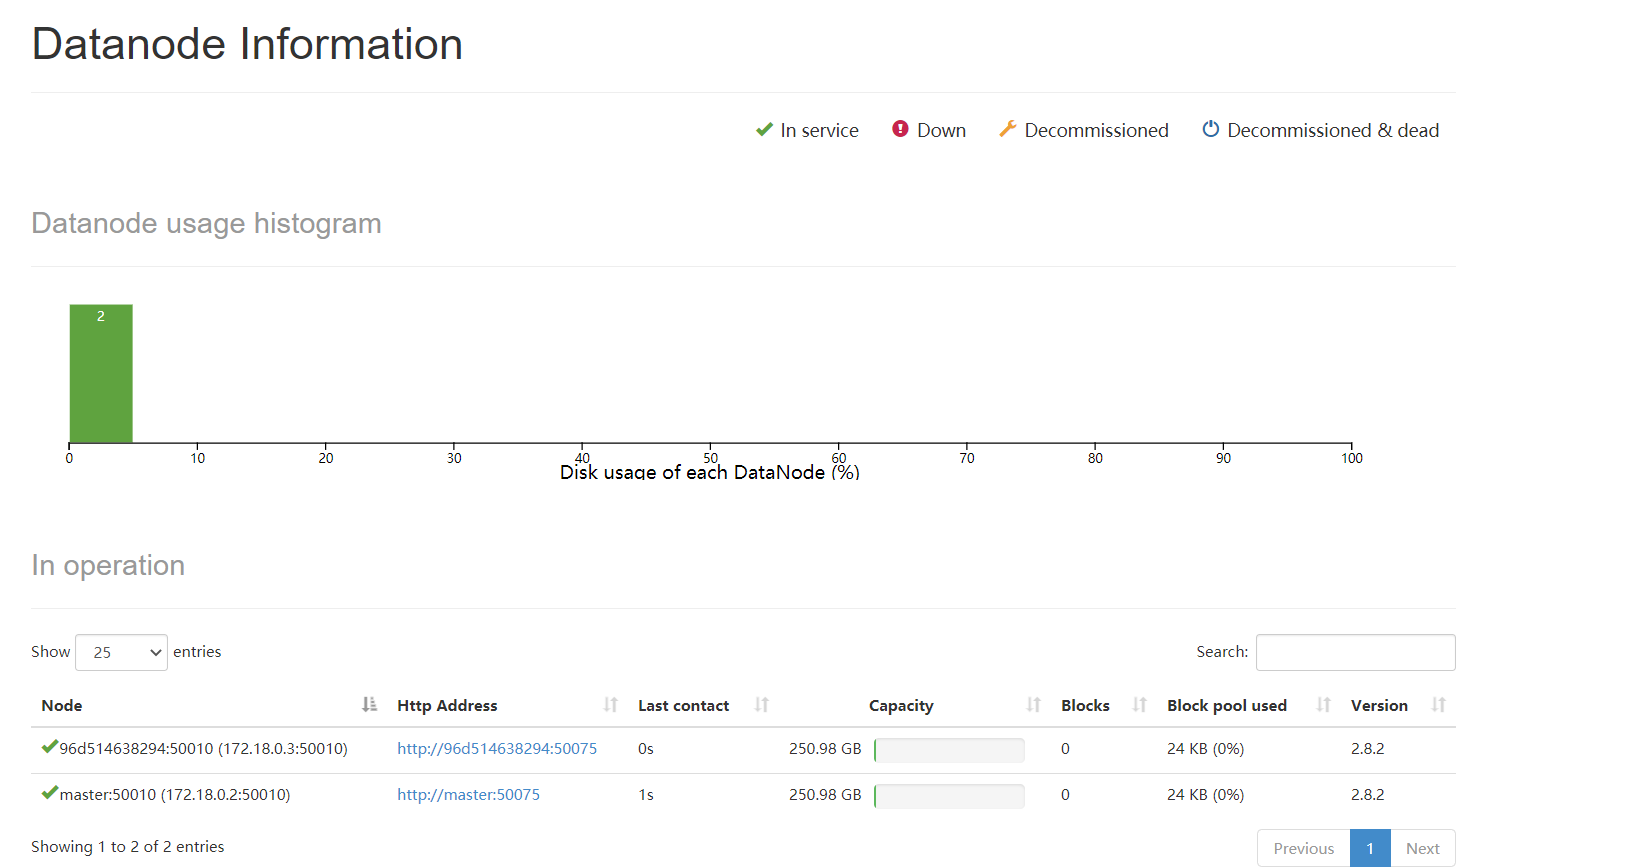 Datanode Information
In service Down Decommissioned Decommissioned & dead
Datanode usage histogram
2
0 10 20 30 40 50 60 70 80 90 100
Disk usage of each DataNode (%)
In operation
Show 25 entries Search:
Node Http Address Last contact Capacity Blocks Block pool used Version
96d514638294:50010 (172.18.0.3:50010) http://96d514638294:50075 0s 250.98 GB 0 24 KB (0%) 2.8.2
master:50010 (172.18.0.2:50010) http://master:50075 1s 250.98 GB 0 24 KB (0%) 2.8.2
Showing 1 to 2 of 2 entries Previous 1 Next